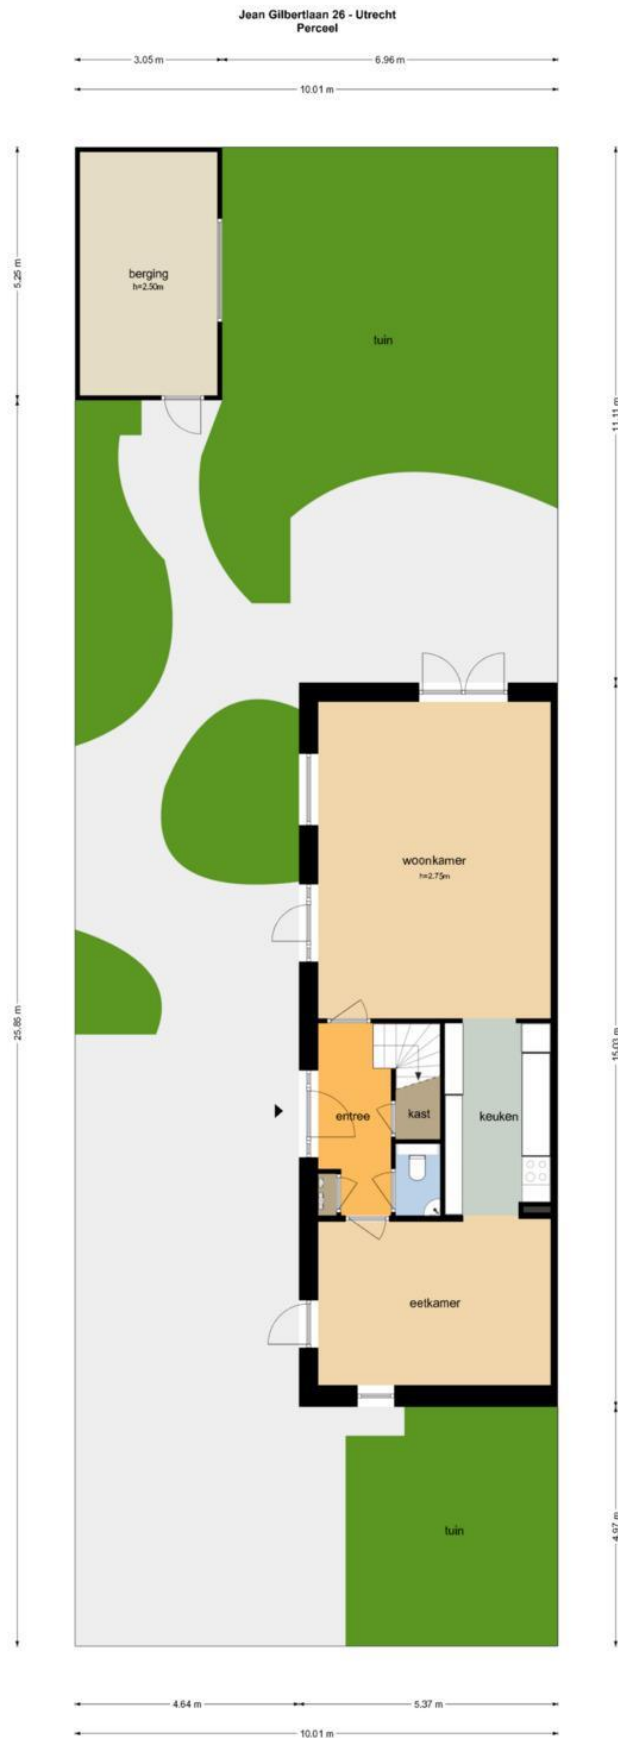 Jean Gilbertlaan 26 - Utrecht
Perceel
3.05 m
6.96 m
10.01 m
5.25 m
berging
h=2.50m
tuin
11.11 m
woonkamer
h=2.75m
25.85 m
15.03 m
entree
kast
keuken
eetkamer
tuin
4.97 m
4.64 m
5.37 m
10.01 m